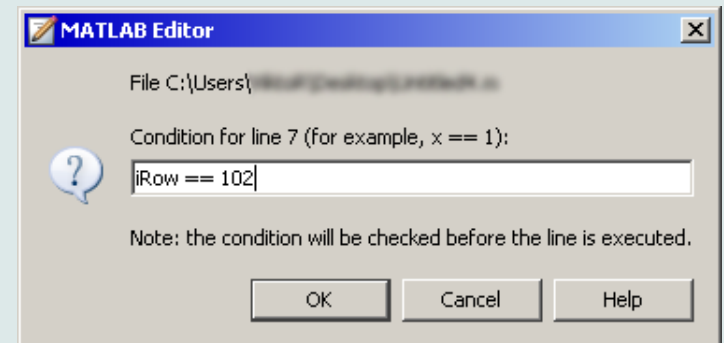 MATLAB Editor
File C:\Users\
Condition for line 7 (for example, x == 1):
iRow == 102
Note: the condition will be checked before the line is executed.
OK Cancel Help